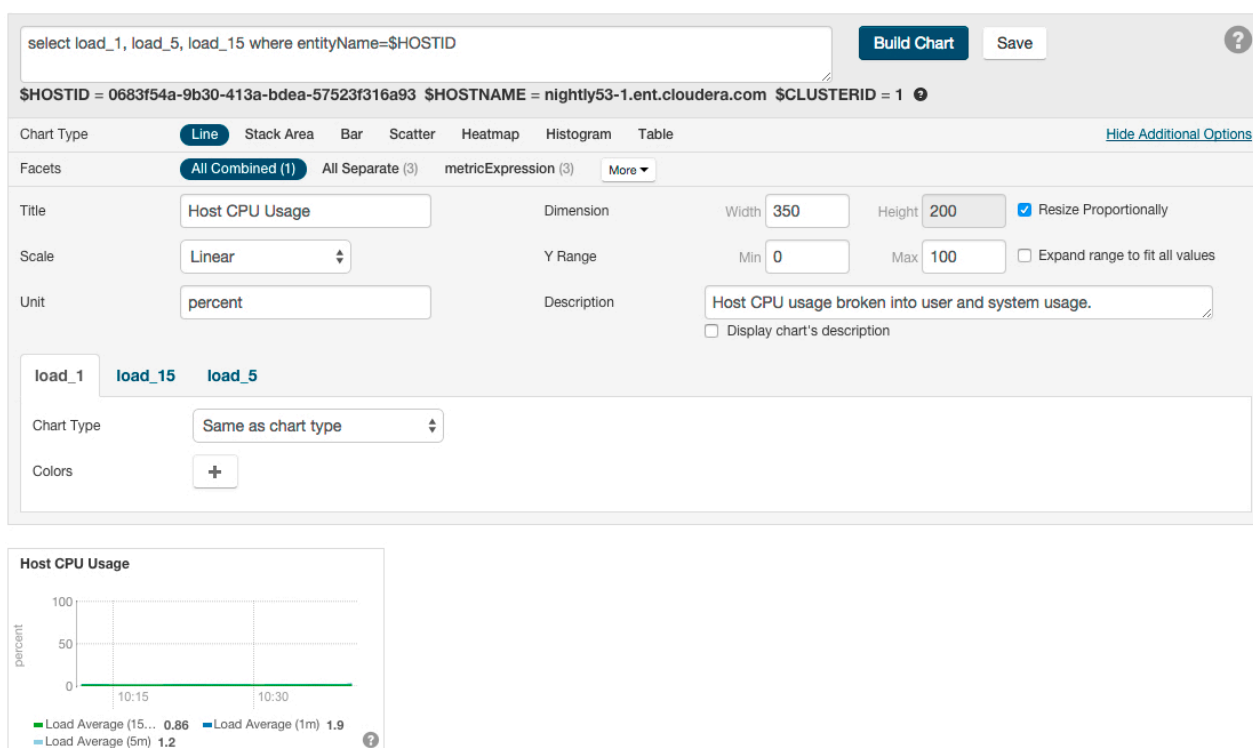 select load_1, load_5, load_15 where entityName=$HOSTID
Build Chart
Save
?
$HOSTID = 0683f54a-9b30-413a-bdea-57523f316a93 $HOSTNAME = nightly53-1.ent.cloudera.com $CLUSTERID = 1 ?
Chart Type Line Stack Area Bar Scatter Heatmap Histogram Table Hide Additional Options
Facets All Combined (1) All Separate (3) metricExpression (3) More
Title Host CPU Usage Dimension Width 350 Height 200 Resize Proportionally
Scale Linear Y Range Min 0 Max 100 Expand range to fit all values
Unit percent Description Host CPU usage broken into user and system usage.
Display chart's description
load_1 load_15 load_5
Chart Type Same as chart type
Colors +
Host CPU Usage
100
percent
50
0
10:15 10:30
Load Average (15... 0.86 Load Average (1m) 1.9
Load Average (5m) 1.2 ?